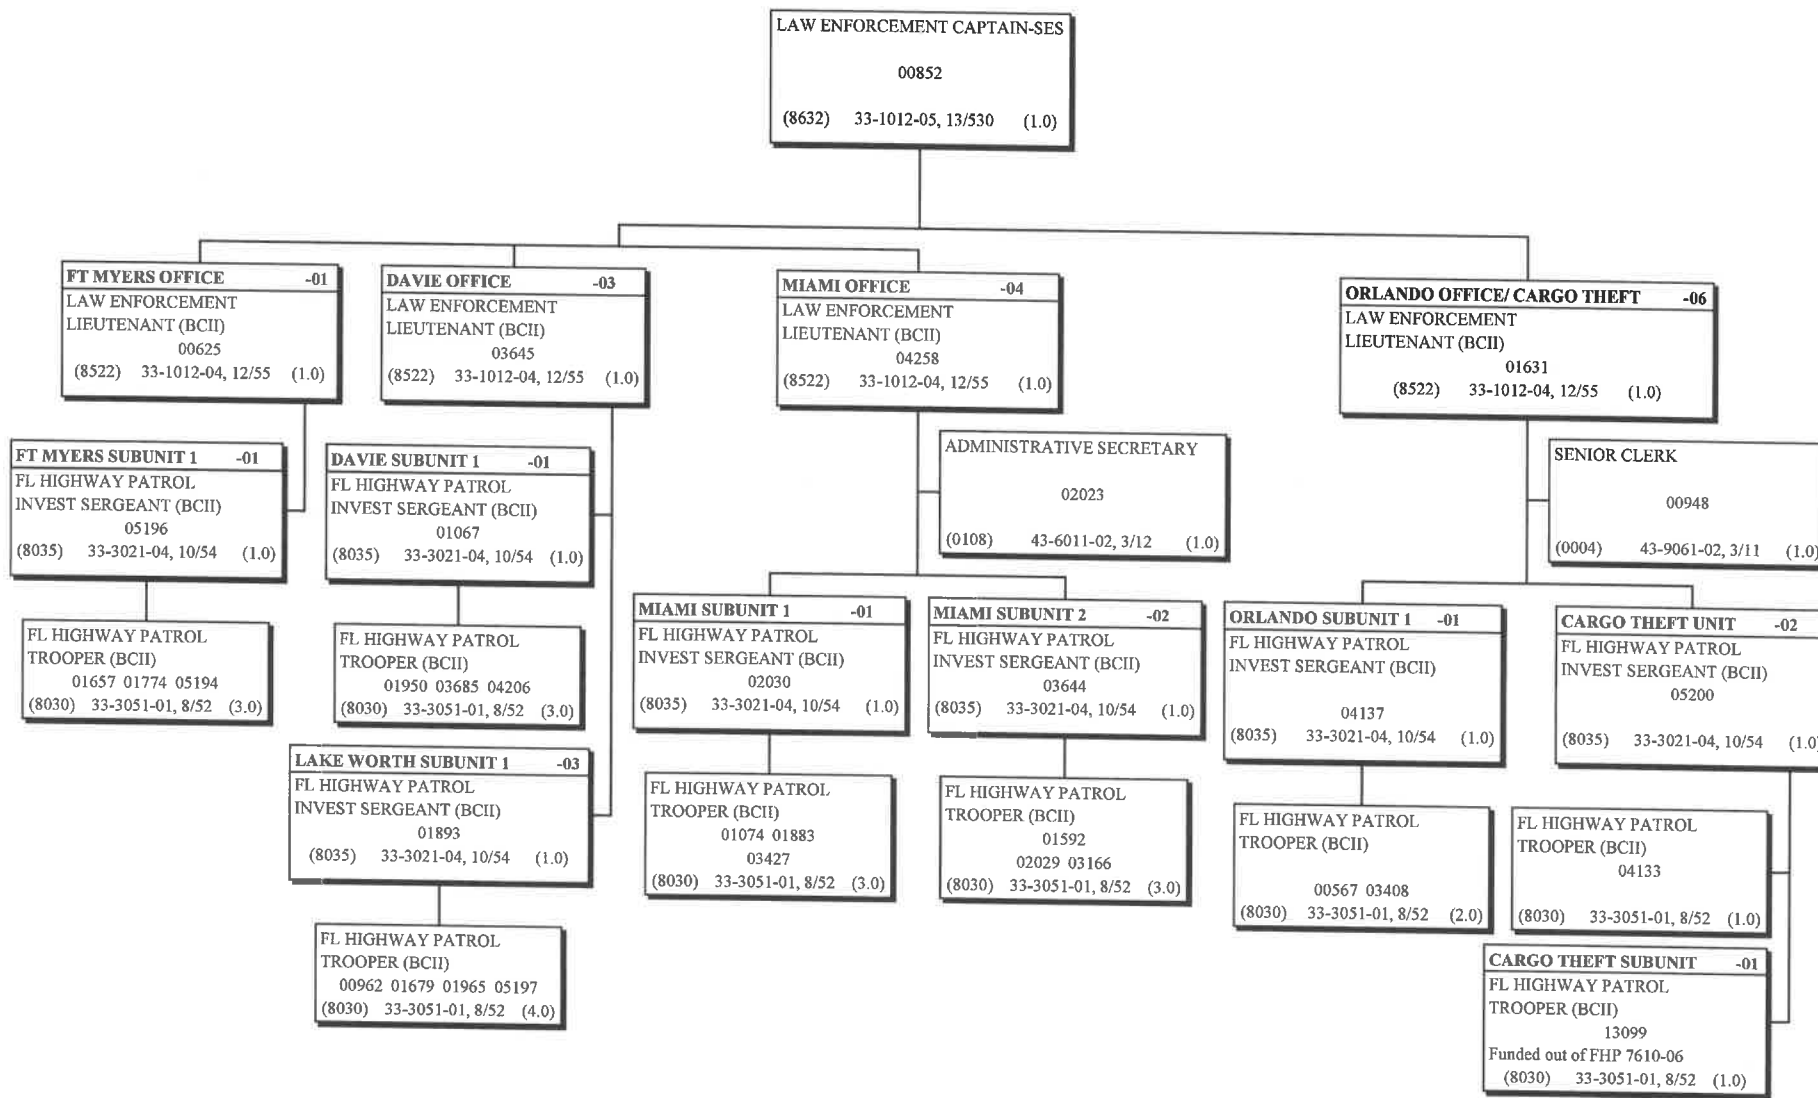 LAW ENFORCEMENT CAPTAIN-SES
00852
(8632) 33-1012-05, 13/530 (1.0)
FT MYERS OFFICE -01
LAW ENFORCEMENT
LIEUTENANT (BCII)
00625
(8522) 33-1012-04, 12/55 (1.0)
DAVIE OFFICE -03
LAW ENFORCEMENT
LIEUTENANT (BCII)
03645
(8522) 33-1012-04, 12/55 (1.0)
MIAMI OFFICE -04
LAW ENFORCEMENT
LIEUTENANT (BCII)
04258
(8522) 33-1012-04, 12/55 (1.0)
ORLANDO OFFICE/ CARGO THEFT -06
LAW ENFORCEMENT
LIEUTENANT (BCII)
01631
(8522) 33-1012-04, 12/55 (1.0)
FT MYERS SUBUNIT 1 -01
FL HIGHWAY PATROL
INVEST SERGEANT (BCII)
05196
(8035) 33-3021-04, 10/54 (1.0)
DAVIE SUBUNIT 1 -01
FL HIGHWAY PATROL
INVEST SERGEANT (BCII)
01067
(8035) 33-3021-04, 10/54 (1.0)
ADMINISTRATIVE SECRETARY
02023
(0108) 43-6011-02, 3/12 (1.0)
SENIOR CLERK
00948
(0004) 43-9061-02, 3/11 (1.0)
FL HIGHWAY PATROL
TROOPER (BCII)
01657 01774 05194
(8030) 33-3051-01, 8/52 (3.0)
FL HIGHWAY PATROL
TROOPER (BCII)
01950 03685 04206
(8030) 33-3051-01, 8/52 (3.0)
MIAMI SUBUNIT 1 -01
FL HIGHWAY PATROL
INVEST SERGEANT (BCII)
02030
(8035) 33-3021-04, 10/54 (1.0)
MIAMI SUBUNIT 2 -02
FL HIGHWAY PATROL
INVEST SERGEANT (BCII)
03644
(8035) 33-3021-04, 10/54 (1.0)
ORLANDO SUBUNIT 1 -01
FL HIGHWAY PATROL
INVEST SERGEANT (BCII)
04137
(8035) 33-3021-04, 10/54 (1.0)
CARGO THEFT UNIT -02
FL HIGHWAY PATROL
INVEST SERGEANT (BCII)
05200
(8035) 33-3021-04, 10/54 (1.0)
LAKE WORTH SUBUNIT 1 -03
FL HIGHWAY PATROL
INVEST SERGEANT (BCII)
01893
(8035) 33-3021-04, 10/54 (1.0)
FL HIGHWAY PATROL
TROOPER (BCII)
01074 01883
03427
(8030) 33-3051-01, 8/52 (3.0)
FL HIGHWAY PATROL
TROOPER (BCII)
01592
02029 03166
(8030) 33-3051-01, 8/52 (3.0)
FL HIGHWAY PATROL
TROOPER (BCII)
00567 03408
(8030) 33-3051-01, 8/52 (2.0)
FL HIGHWAY PATROL
TROOPER (BCII)
04133
(8030) 33-3051-01, 8/52 (1.0)
FL HIGHWAY PATROL
TROOPER (BCII)
00962 01679 01965 05197
(8030) 33-3051-01, 8/52 (4.0)
CARGO THEFT SUBUNIT -01
FL HIGHWAY PATROL
TROOPER (BCII)
13099
Funded out of FHP 7610-06
(8030) 33-3051-01, 8/52 (1.0)